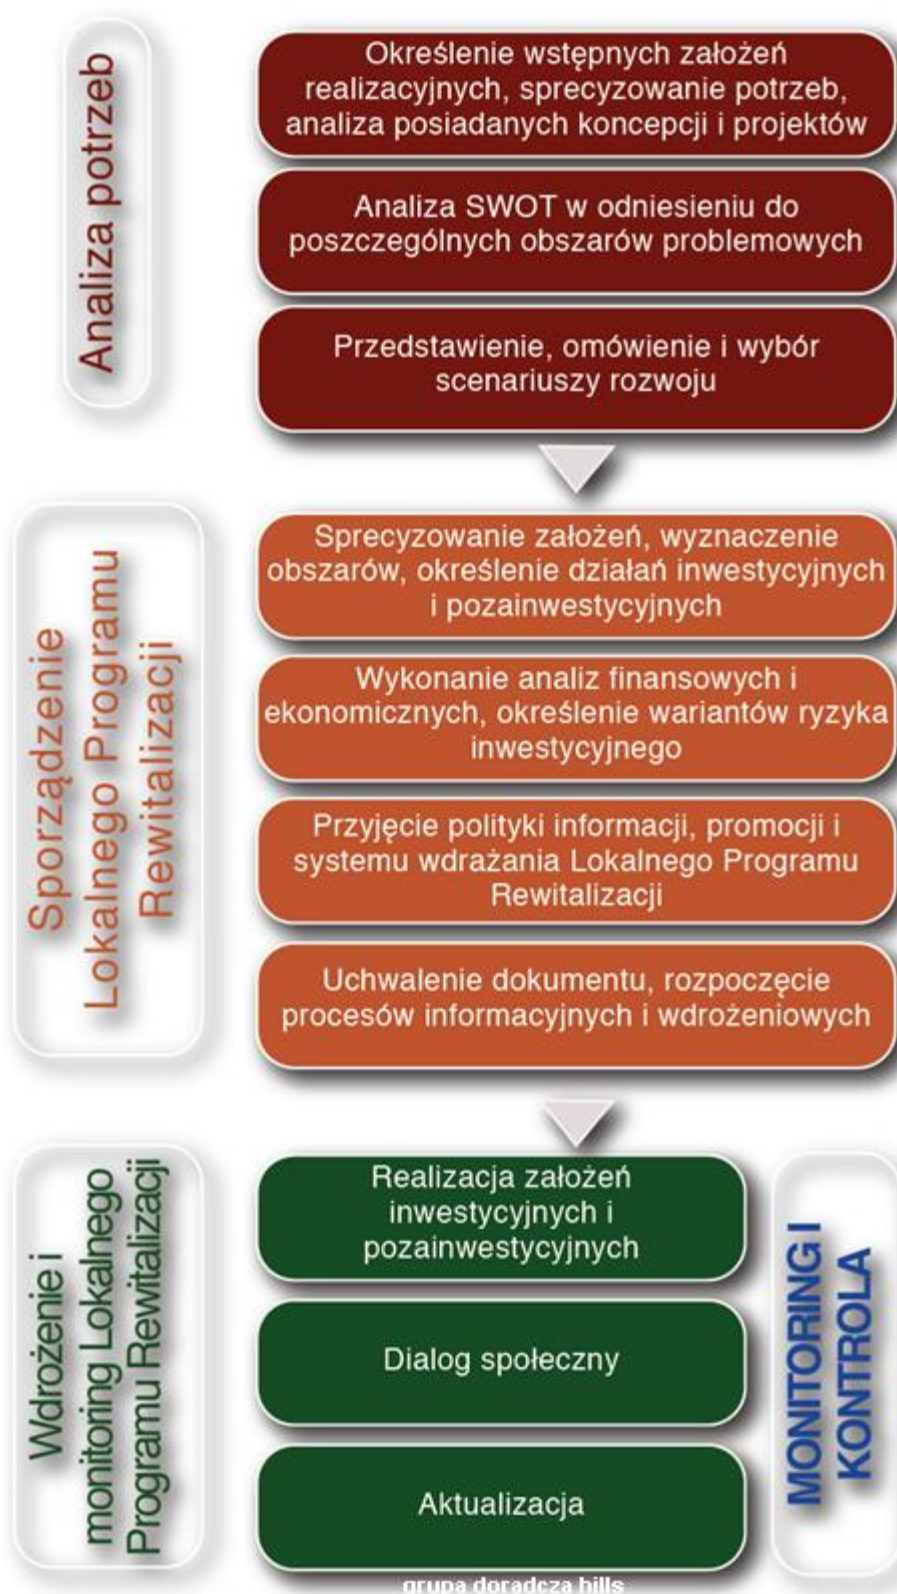 Analiza potrzeb
Określenie wstępnych założeń
realizacyjnych, sprecyzowanie potrzeb,
analiza posiadanych koncepcji i projektów
Analiza SWOT w odniesieniu do
poszczególnych obszarów problemowych
Przedstawienie, omówienie i wybór
scenariuszy rozwoju
Sporządzenie
Lokalnego Programu
Rewitalizacji
Sprecyzowanie założeń, wyznaczenie
obszarów, określenie działań inwestycyjnych
i pozainwestycyjnych
Wykonanie analiz finansowych i
ekonomicznych, określenie wariantów ryzyka
inwestycyjnego
Przyjęcie polityki informacji, promocji i
systemu wdrażania Lokalnego Programu
Rewitalizacji
Uchwalenie dokumentu, rozpoczęcie
procesów informacyjnych i wdrożeniowych
Wdrożenie i
monitoring Lokalnego
Programu Rewitalizacji
Realizacja założeń
inwestycyjnych i
pozainwestycyjnych
Dialog społeczny
Aktualizacja
MONITORING I
KONTROLA
grupa doradcza hills